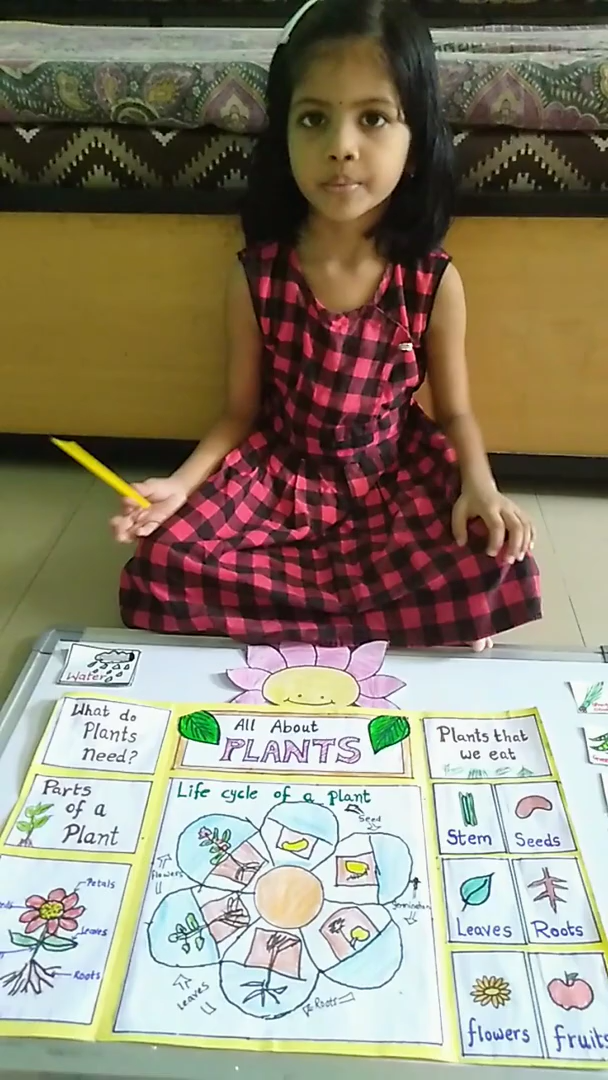 Water
What do
Plants
Need?
Parts
of a
Plant
Petals
Leaves
Roots
All About
PLANTS
Life cycle of a plant
Seed
Germination
Roots
Leaves
Flowers
Plants that
we eat
Stem
Seeds
Leaves
Roots
flowers
fruits